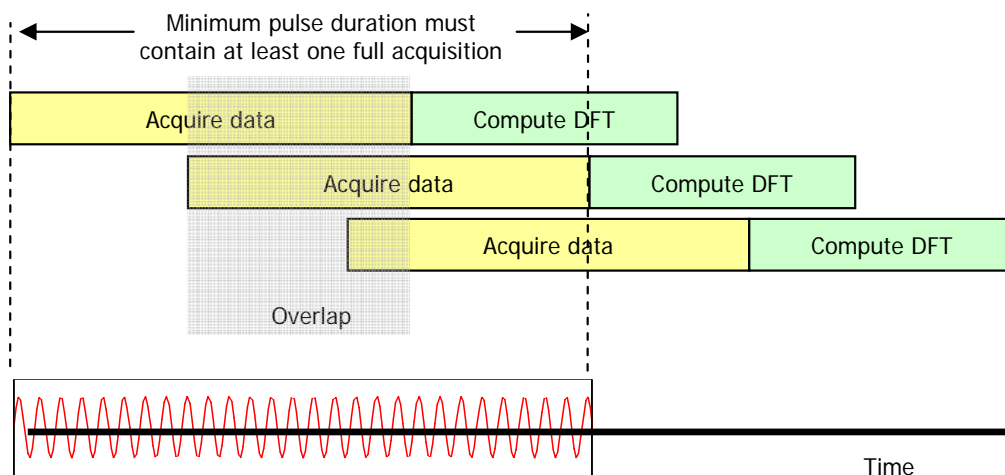 Minimum pulse duration must
contain at least one full acquisition
Acquire data
Compute DFT
Acquire data
Compute DFT
Acquire data
Compute DFT
Overlap
Time